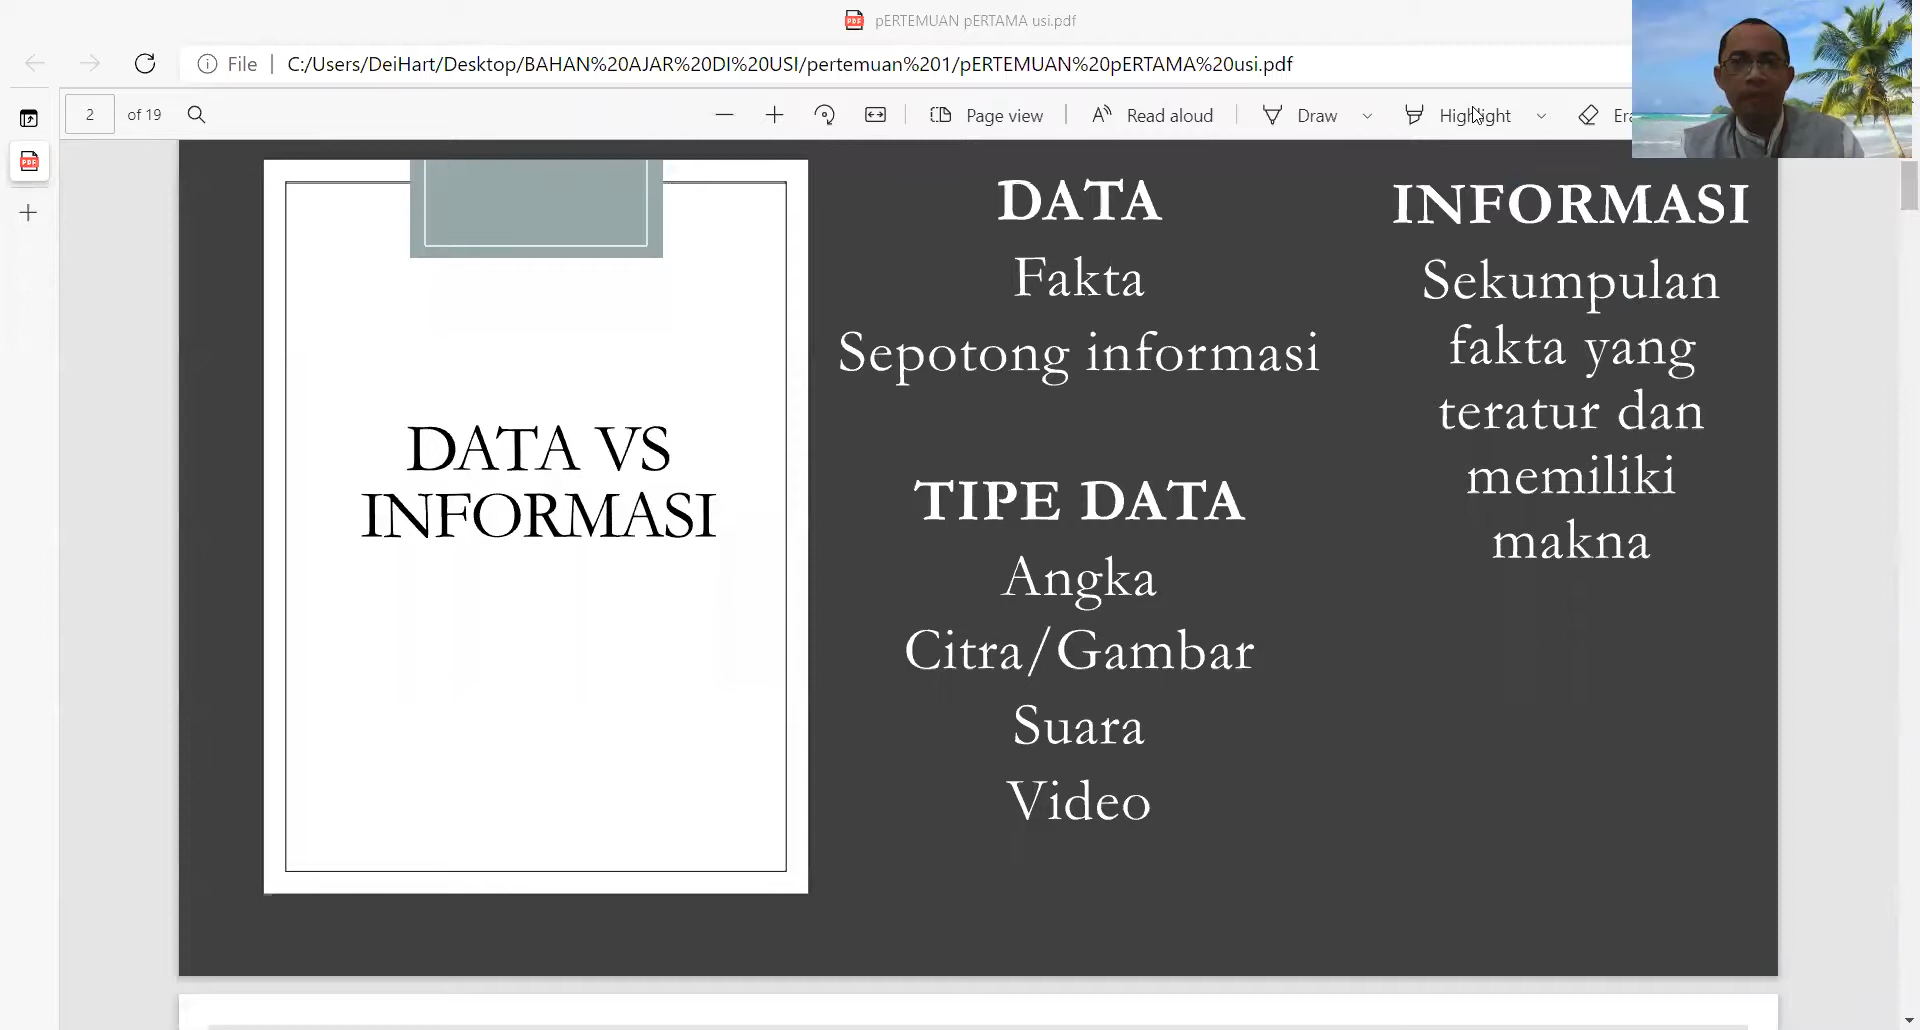 pERTEMUAN pERTAMA usi.pdf
File
C:/Users/DeiHart/Desktop/BAHAN%20AJAR%20DI%20USI/pertemuan%201/pERTEMUAN%20pERTAMA%20usi.pdf
2 of 19
Page view
Read aloud
Draw
Highlight
DATA VS
INFORMASI
DATA
Fakta
Sepotong informasi
TIPE DATA
Angka
Citra/Gambar
Suara
Video
INFORMASI
Sekumpulan
fakta yang
teratur dan
memiliki
makna